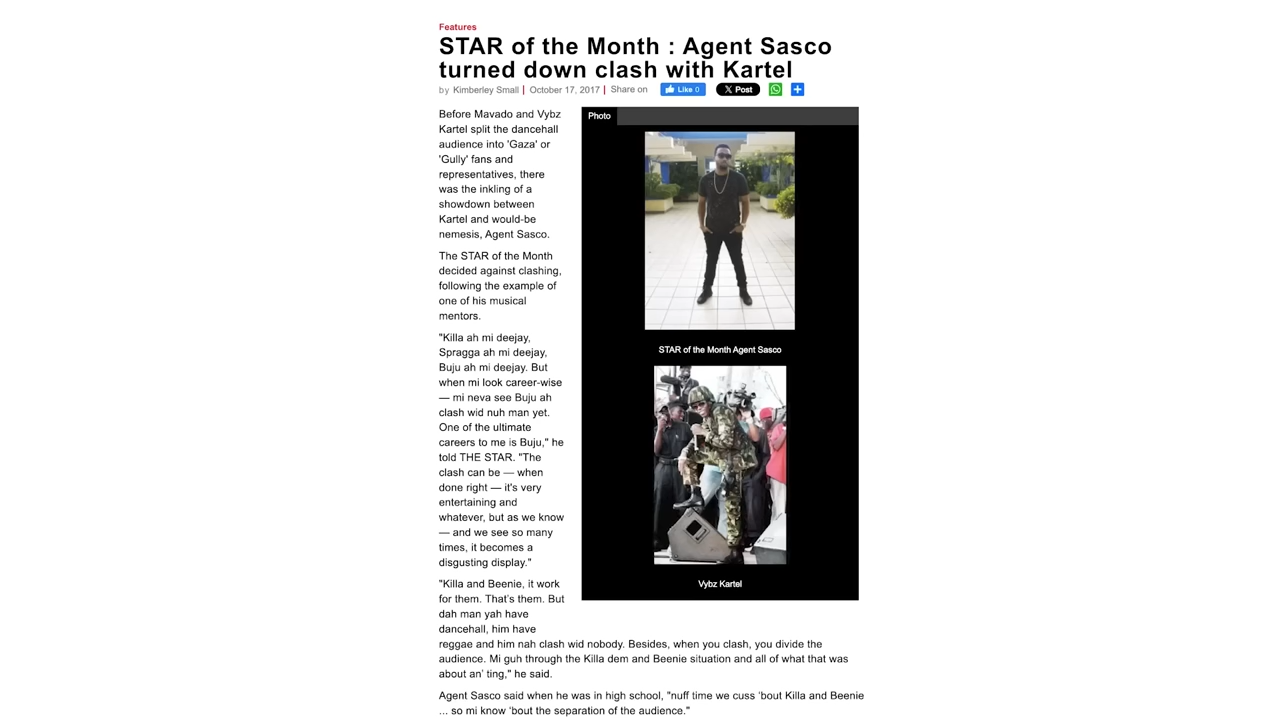 Features
STAR of the Month : Agent Sasco
turned down clash with Kartel
by Kimberley Small | October 17, 2017 | Share on Like 0 X Post
Before Mavado and Vybz
Kartel split the dancehall
audience into 'Gaza' or
'Gully' fans and
representatives, there
was the inkling of a
showdown between
Kartel and would-be
nemesis, Agent Sasco.
The STAR of the Month
decided against clashing,
following the example of
one of his musical
mentors.
"Killa ah mi deejay,
Spragga ah mi deejay,
Buju ah mi deejay. But
when mi look career-wise
— mi neva see Buju ah
clash wid nuh man yet.
One of the ultimate
careers to me is Buju," he
told THE STAR. "The
clash can be — when
done right — it's very
entertaining and
whatever, but as we know
— and we see so many
times, it becomes a
disgusting display."
"Killa and Beenie, it work
for them. That's them. But
dah man yah have
dancehall, him have
reggae and him nah clash wid nobody. Besides, when you clash, you divide the
audience. Mi guh through the Killa dem and Beenie situation and all of what that was
about an' ting," he said.
Agent Sasco said when he was in high school, "nuff time we cuss 'bout Killa and Beenie
... so mi know 'bout the separation of the audience."
Photo
STAR of the Month Agent Sasco
Vybz Kartel